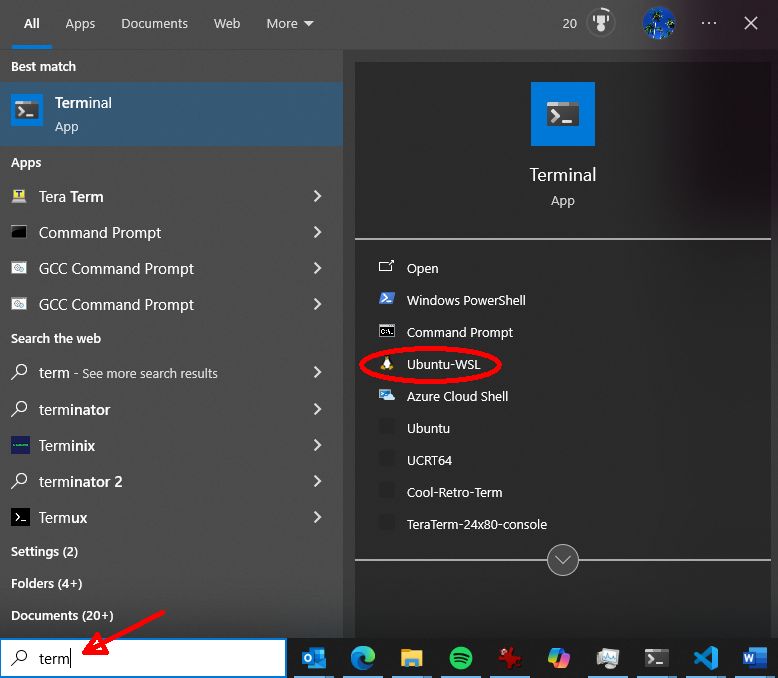 All Apps Documents Web More 20
Best match
Terminal
App
Apps
Tera Term
Command Prompt
GCC Command Prompt
GCC Command Prompt
Search the web
term - See more search results
terminator
Terminix
terminator 2
Termux
Settings (2)
Folders (4+)
Documents (20+)
term
Terminal
App
Open
Windows PowerShell
Command Prompt
Ubuntu-WSL
Azure Cloud Shell
Ubuntu
UCRT64
Cool-Retro-Term
TeraTerm-24x80-console